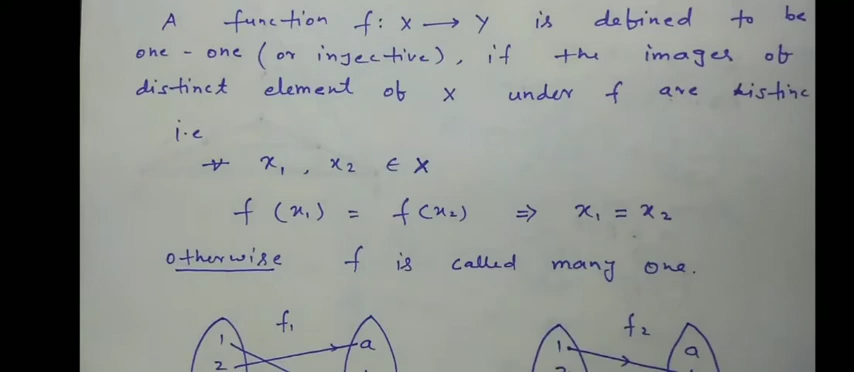 A function f: X → Y is defined to be
one - one (or injective), if the images of
distinct element of X under f are distinc
i.e
∀ x₁, x₂ ∈ X
f(x₁) = f(x₂) ⇒ x₁ = x₂
otherwise f is called many one.
f₁ f₂
1 a 1 a
2